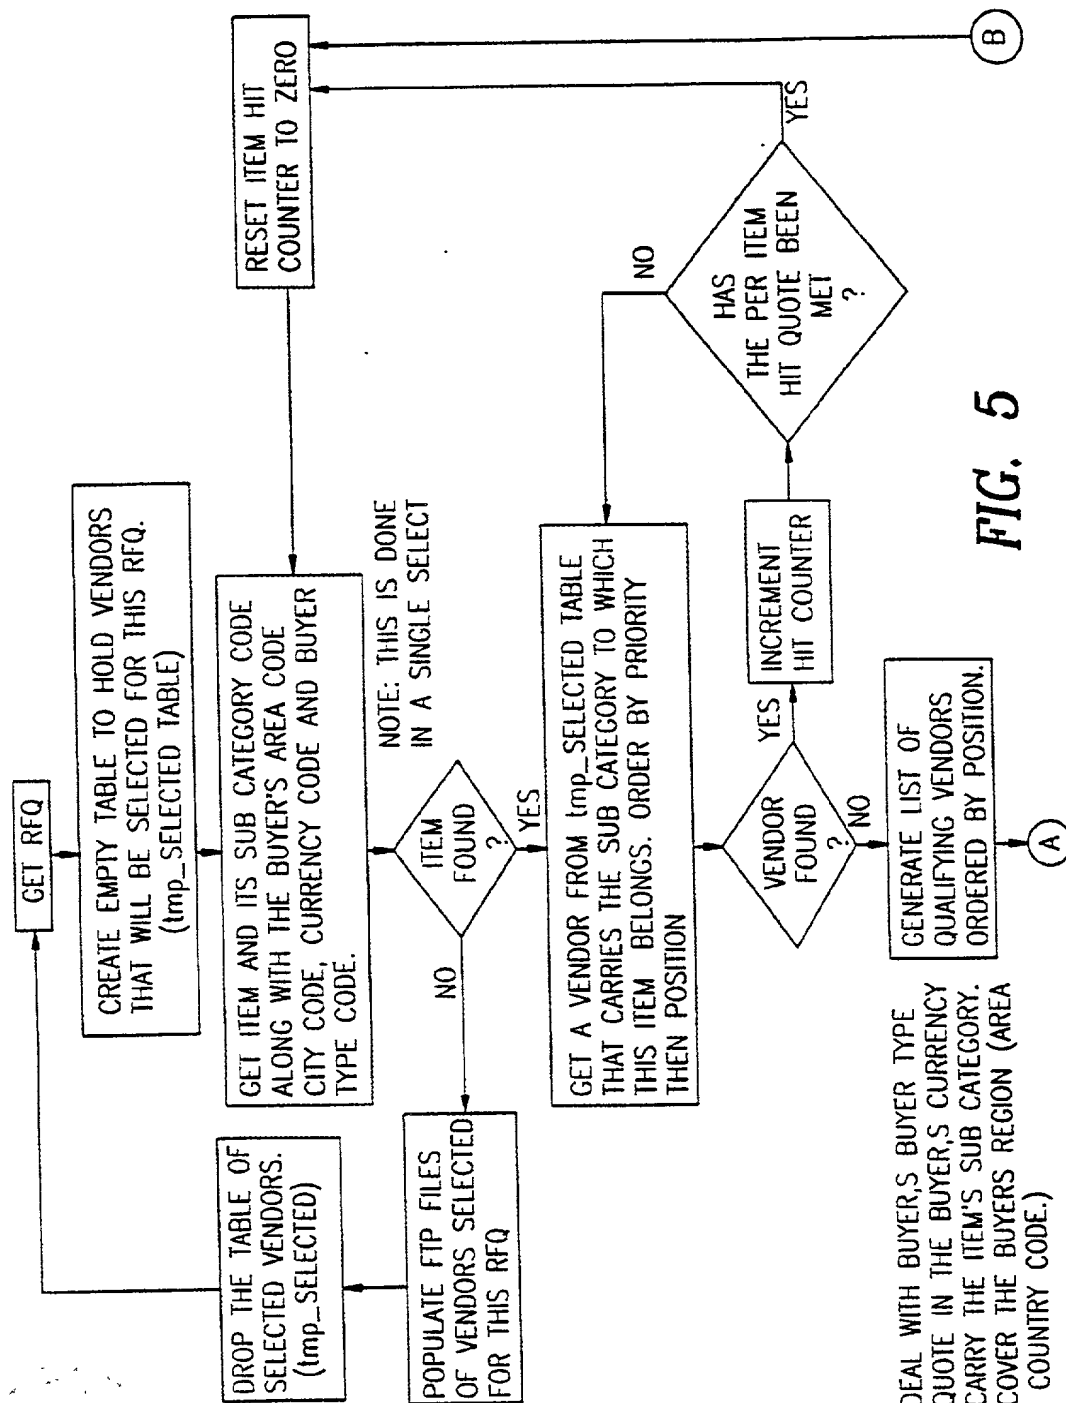 GET RFQ
CREATE EMPTY TABLE TO HOLD VENDORS
THAT WILL BE SELECTED FOR THIS RFQ.
(tmp_SELECTED TABLE)
RESET ITEM HIT
COUNTER TO ZERO
GET ITEM AND ITS SUB CATEGORY CODE
ALONG WITH THE BUYER'S AREA CODE
CITY CODE, CURRENCY CODE AND BUYER
TYPE CODE.
NOTE: THIS IS DONE
IN A SINGLE SELECT
DROP THE TABLE OF
SELECTED VENDORS.
(tmp_SELECTED)
ITEM
FOUND
?
NO
YES
POPULATE FTP FILES
OF VENDORS SELECTED
FOR THIS RFQ
GET A VENDOR FROM tmp_SELECTED TABLE
THAT CARRIES THE SUB CATEGORY TO WHICH
THIS ITEM BELONGS. ORDER BY PRIORITY
THEN POSITION
NO
HAS
THE PER ITEM
HIT QUOTE BEEN
MET
?
YES
VENDOR
FOUND
?
YES
INCREMENT
HIT COUNTER
NO
GENERATE LIST OF
QUALIFYING VENDORS
ORDERED BY POSITION.
DEAL WITH BUYER,S BUYER TYPE
QUOTE IN THE BUYER,S CURRENCY
CARRY THE ITEM'S SUB CATEGORY.
COVER THE BUYERS REGION (AREA
COUNTRY CODE.)
A
B
FIG. 5